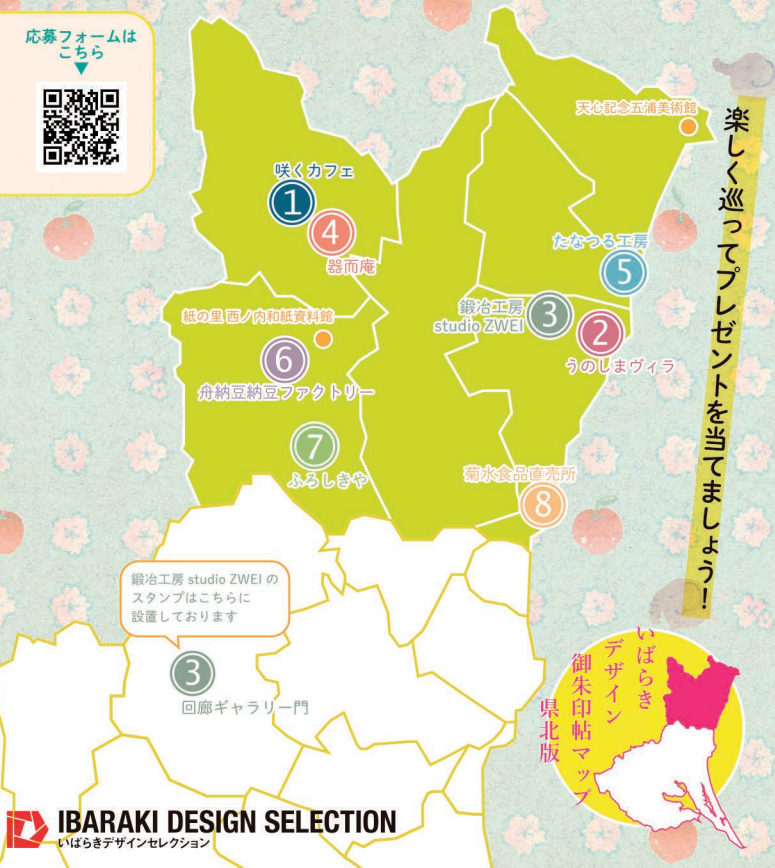 応募フォームは
こちら
▼
天心記念五浦美術館
楽しく巡ってプレゼントを当てましょう!
咲くカフェ
1
4
器而庵
たなつる工房
5
鍛冶工房
studio ZWEI
3
2
うのしまヴィラ
紙の里 西ノ内和紙資料館
6
舟納豆納豆ファクトリー
7
ふろしきや
菊水食品直売所
8
鍛冶工房 studio ZWEI の
スタンプはこちらに
設置しております
3
回廊ギャラリー門
いばらき
デザイン
御朱印帖マップ
県北版
IBARAKI DESIGN SELECTION
いばらきデザインセレクション